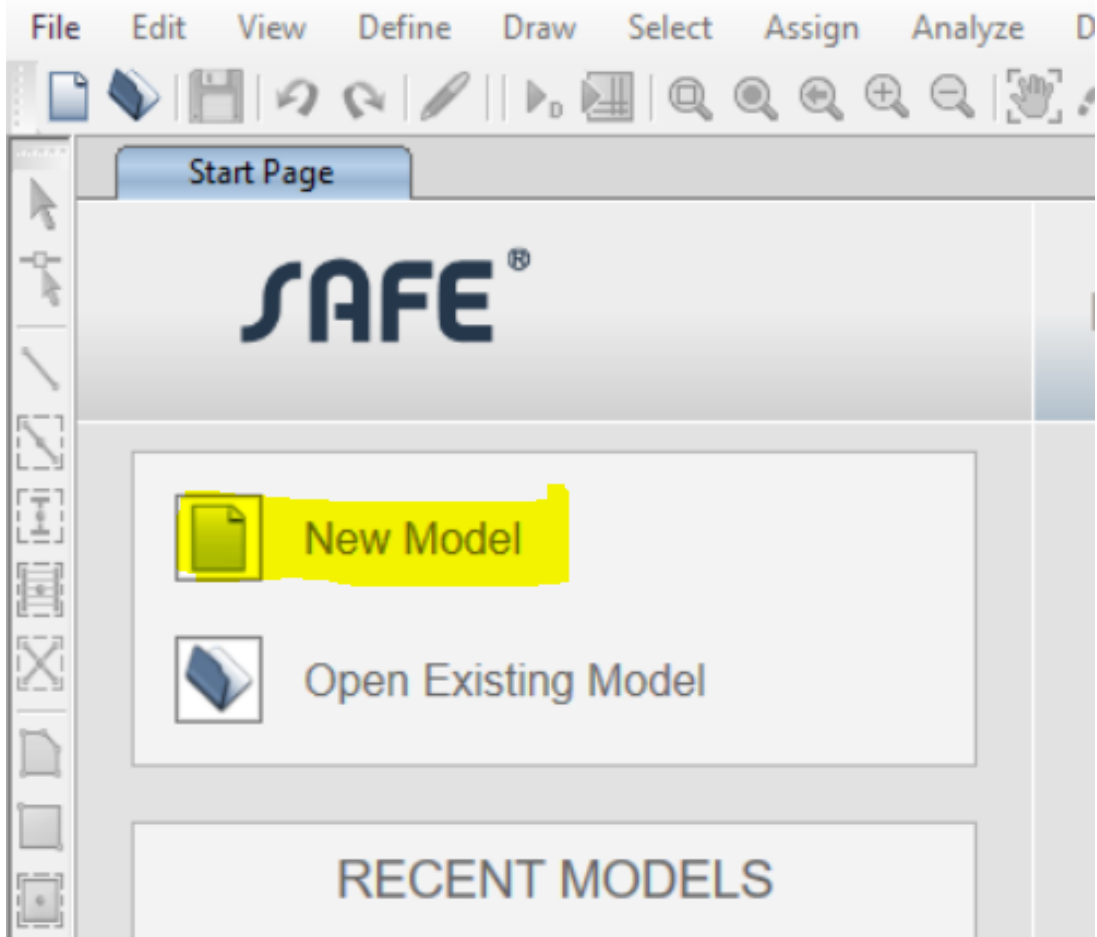 File Edit View Define Draw Select Assign Analyze D
D
Start Page
SAFE®
New Model
Open Existing Model
RECENT MODELS